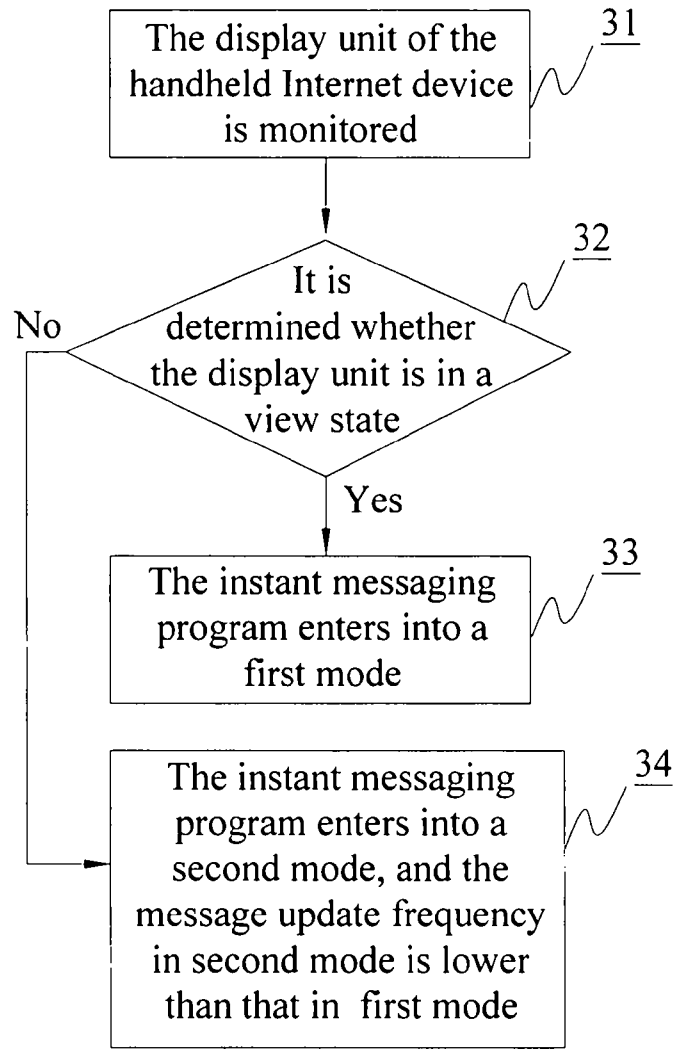 The display unit of the
handheld Internet device
is monitored
31
32
It is
determined whether
the display unit is in a
view state
No
Yes
33
The instant messaging
program enters into a
first mode
34
The instant messaging
program enters into a
second mode, and the
message update frequency
in second mode is lower
than that in first mode